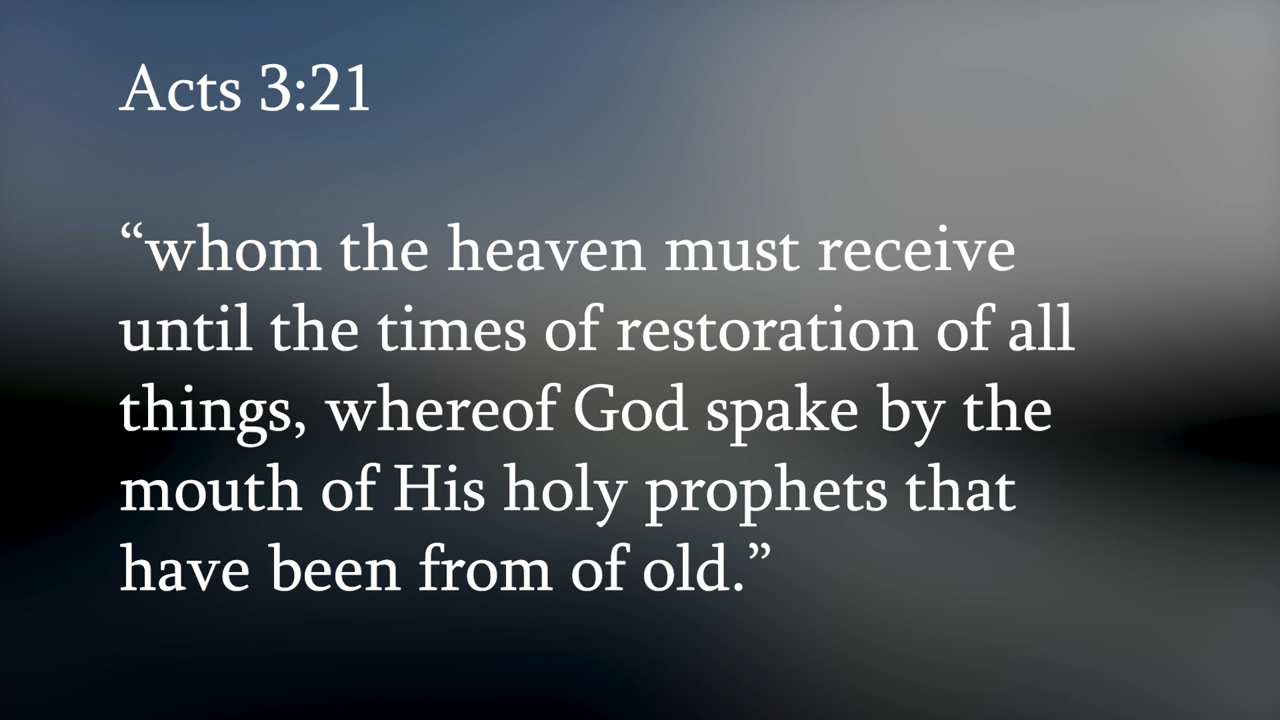 Acts 3:21
“whom the heaven must receive
until the times of restoration of all
things, whereof God spake by the
mouth of His holy prophets that
have been from of old.”